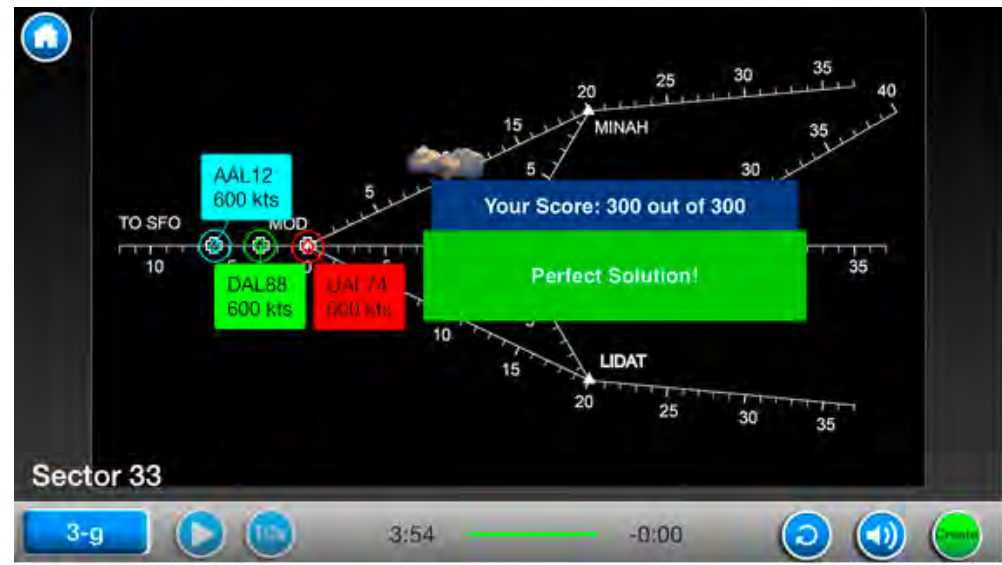 35
30
25
20
40
15
MINAH
35
5
30
AAL12
600 kts
5
Your Score: 300 out of 300
TO SFO
MOD
10
35
Perfect Solution!
DAL88
600 kts
UAL74
600 kts
10
15
LIDAT
20
25
30
35
Sector 33
3-g
3:54
-0:00
Create